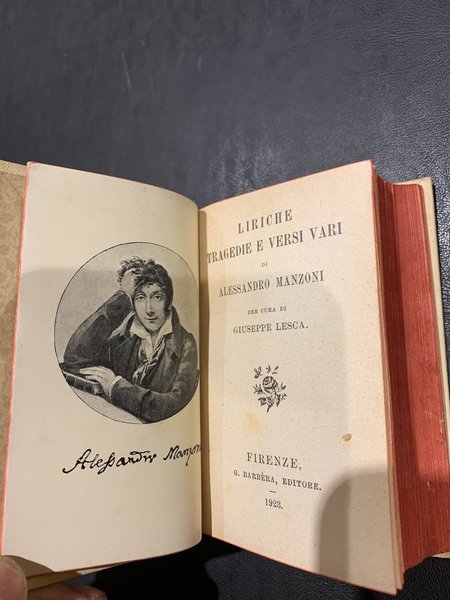 Alessandro Manzoni
LIRICHE
TRAGEDIE E VERSI VARI
DI
ALESSANDRO MANZONI
PER CURA DI
GIUSEPPE LESCA.
FIRENZE,
G. BARBÈRA, EDITORE.
1923.